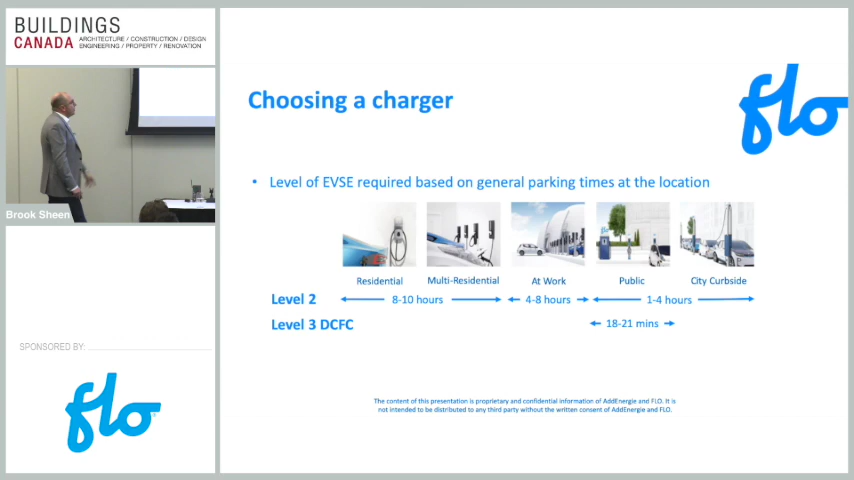 BUILDINGS
CANADA
ARCHITECTURE / CONSTRUCTION / DESIGN
ENGINEERING / PROPERTY / RENOVATION
Brook Sheen
SPONSORED BY:
flo
Choosing a charger
flo
• Level of EVSE required based on general parking times at the location
Residential Multi-Residential At Work Public City Curbside
Level 2 8-10 hours 4-8 hours 1-4 hours
Level 3 DCFC 18-21 mins
The content of this presentation is proprietary and confidential information of AddEnergie and FLO. It is
not intended to be distributed to any third party without the written consent of AddEnergie and FLO.